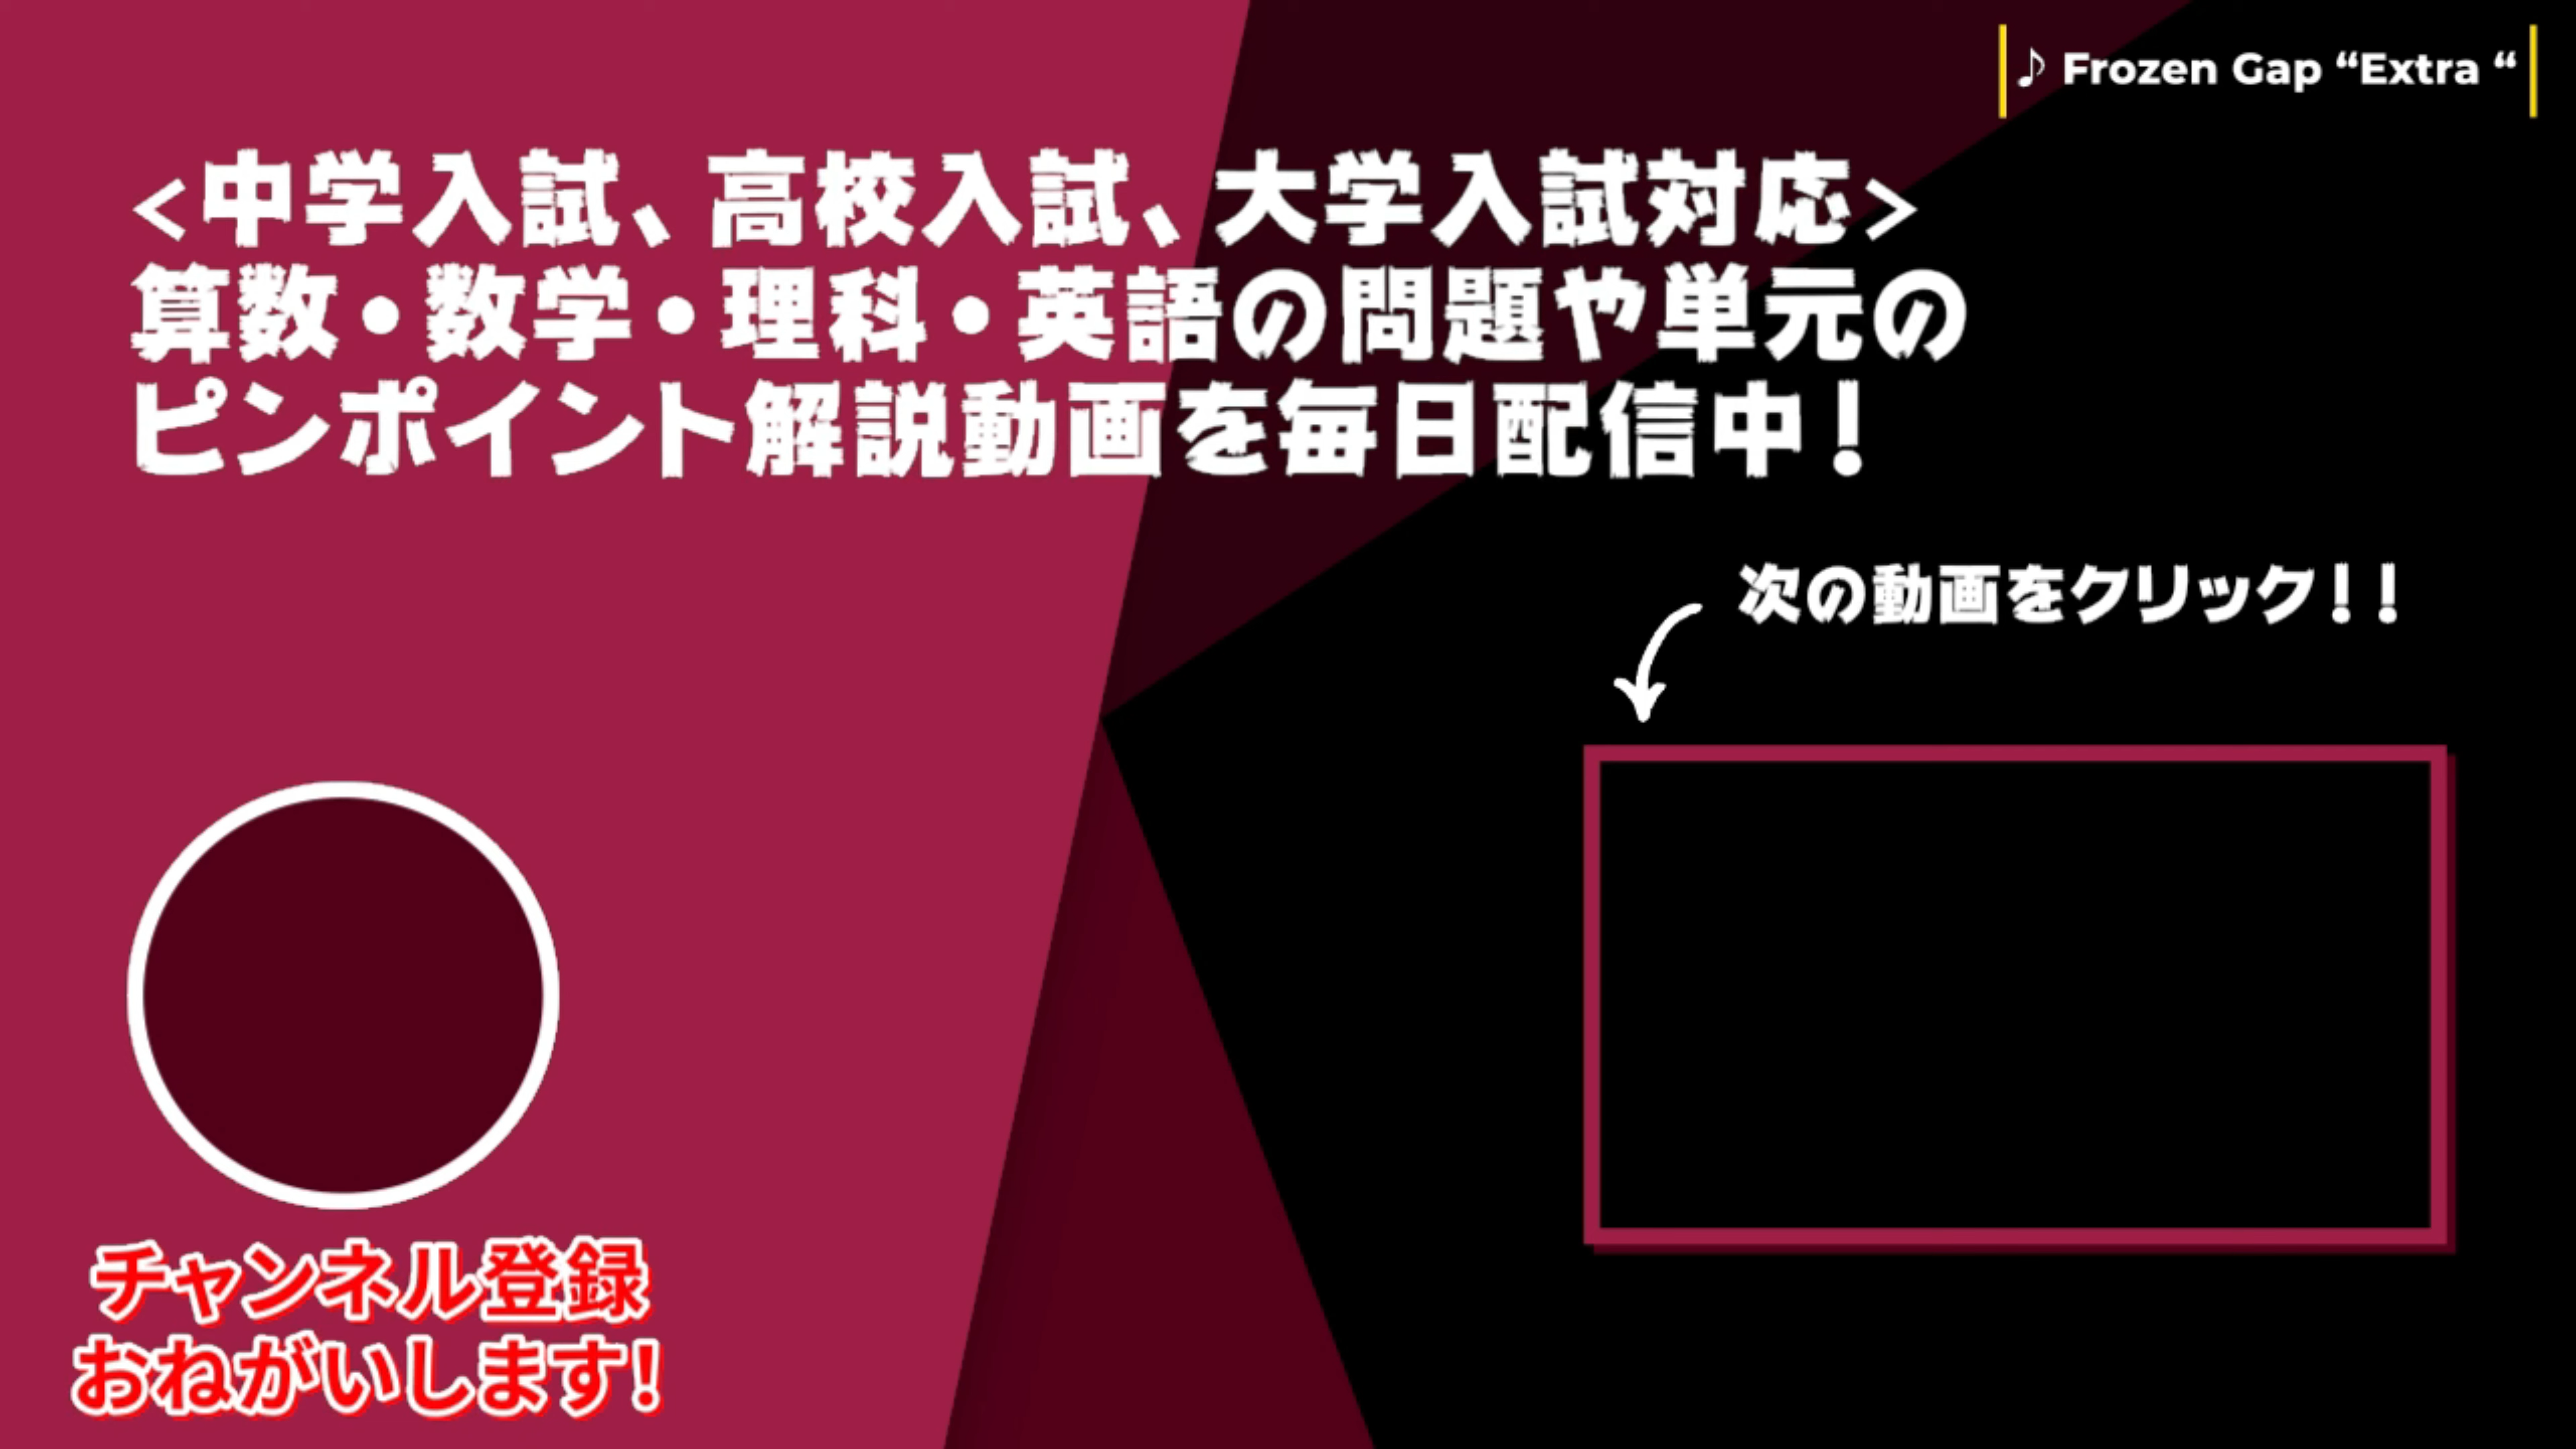 ♪ Frozen Gap “Extra “
<中学入試、高校入試、大学入試対応>
算数・数学・理科・英語の問題や単元の
ピンポイント解説動画を毎日配信中！
次の動画をクリック！！
チャンネル登録
おねがいします！